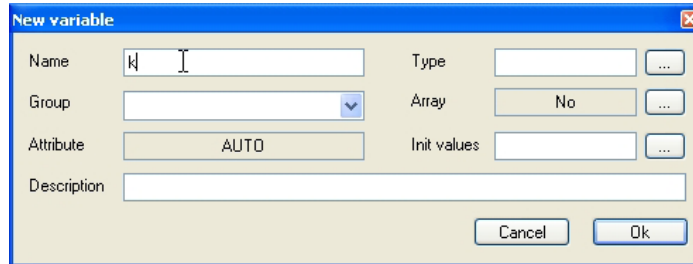 New variable
Name k Type ...
Group Array No ...
Attribute AUTO Init values ...
Description
Cancel Ok